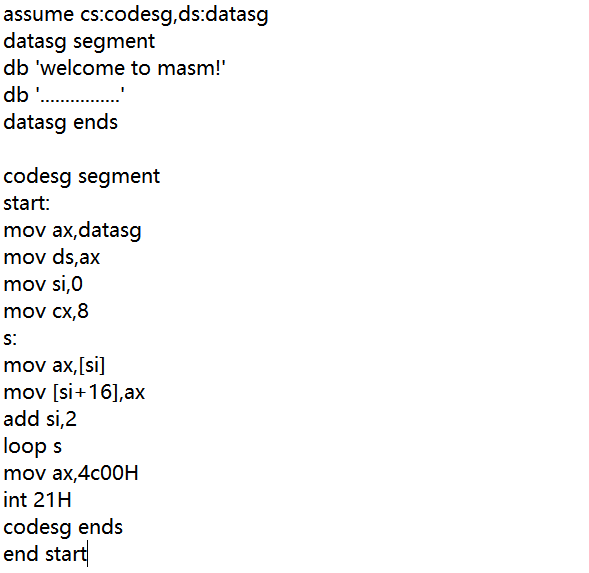 assume cs:codesg,ds:datasg
datasg segment
db 'welcome to masm!'
db '................'
datasg ends
codesg segment
start:
mov ax,datasg
mov ds,ax
mov si,0
mov cx,8
s:
mov ax,[si]
mov [si+16],ax
add si,2
loop s
mov ax,4c00H
int 21H
codesg ends
end start